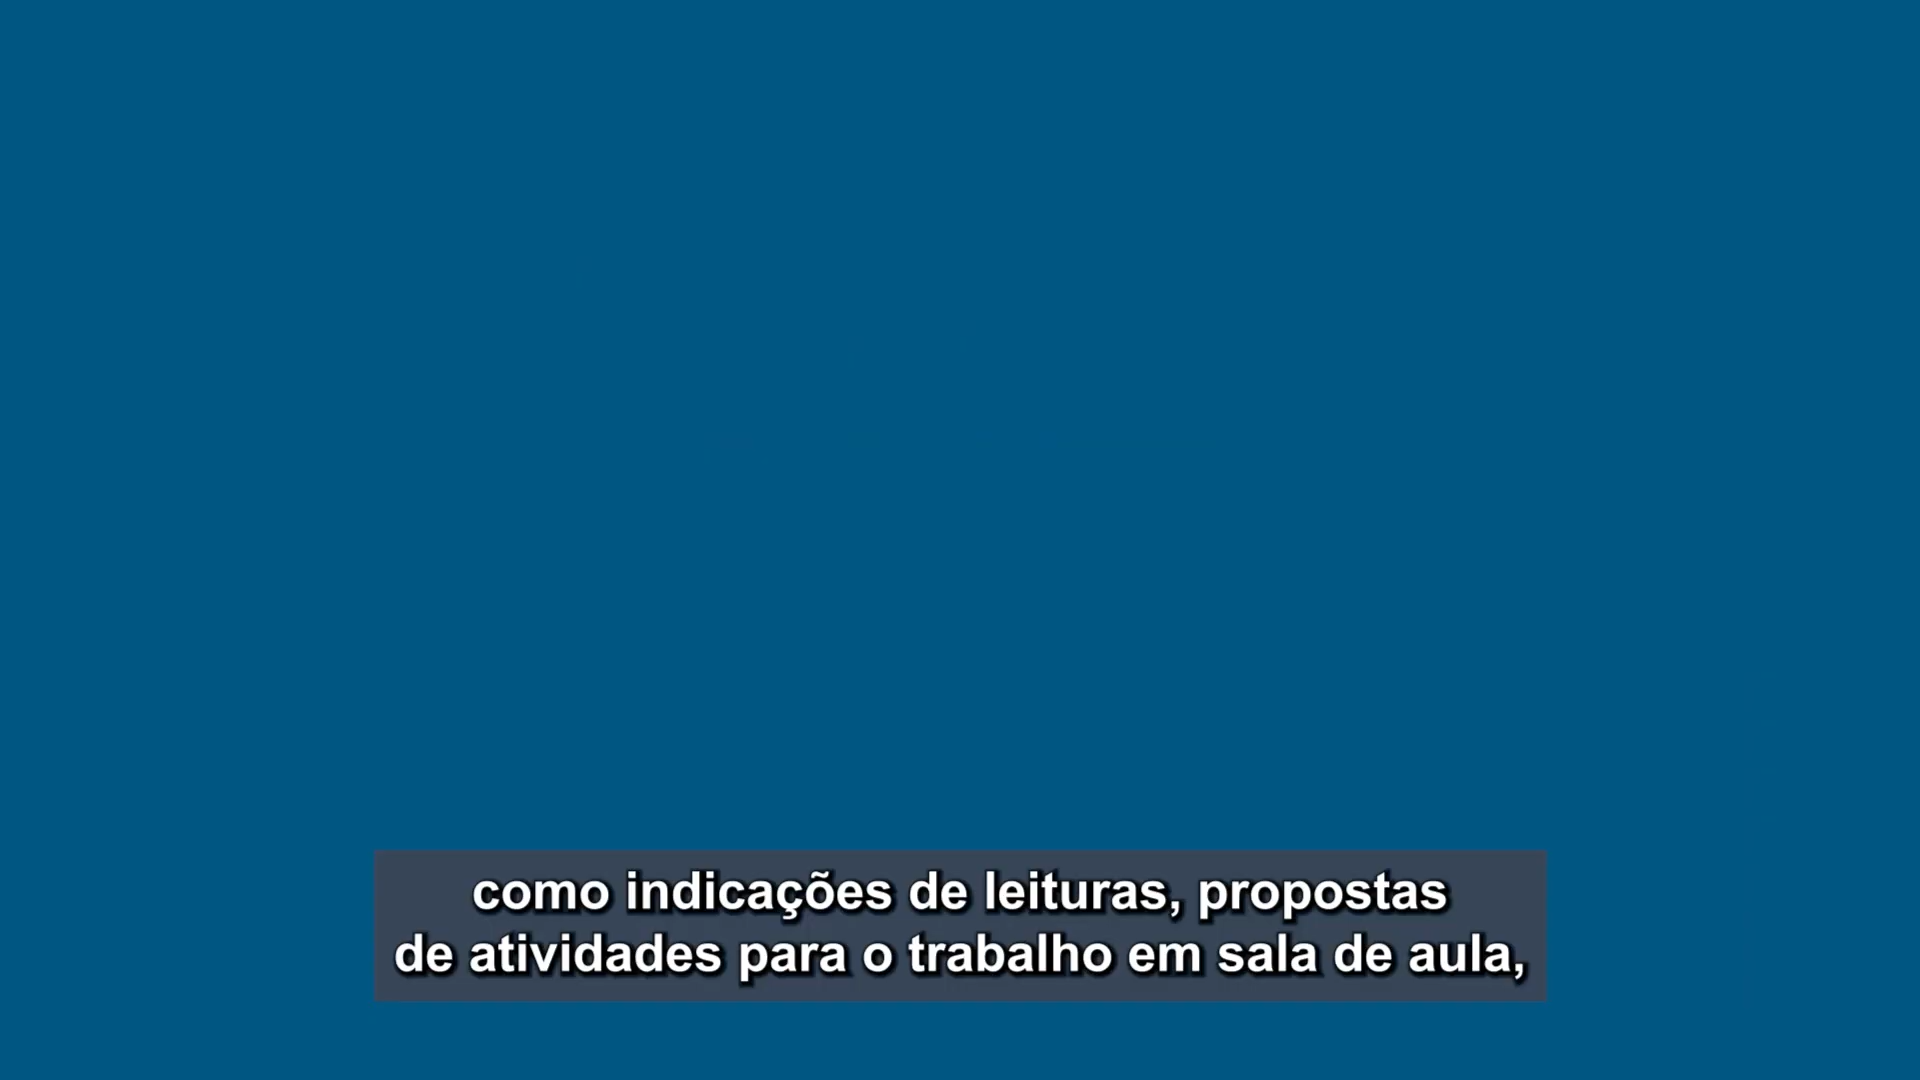 como indicações de leituras, propostas
de atividades para o trabalho em sala de aula,